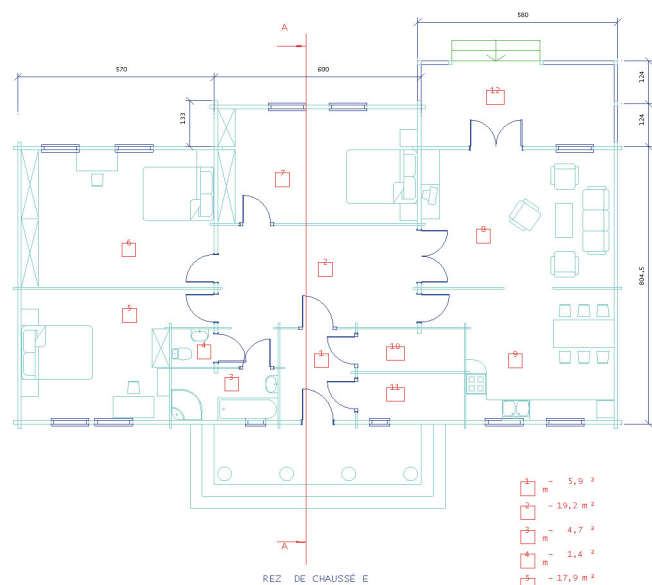 580
A
570
600
124
12
133
124
7
8
6
2
804.5
5
4
1
10
9
3
11
A
1 - 5,9 m ²
2 - 19,2 m ²
3 - 4,7 m ²
4 - 1,4 m ²
5 - 17,9 m ²
REZ DE CHAUSSÉ E